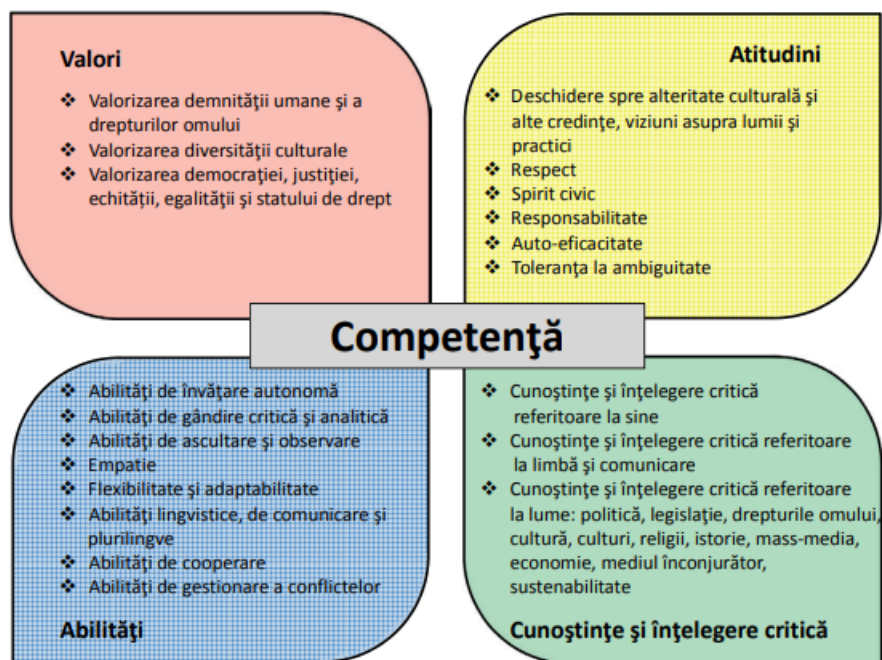 Valori
❖ Valorizarea demnităţii umane şi a
drepturilor omului
❖ Valorizarea diversităţii culturale
❖ Valorizarea democraţiei, justiţiei,
echității, egalităţii şi statului de drept
Atitudini
❖ Deschidere spre alteritate culturală şi
alte credinţe, viziuni asupra lumii şi
practici
❖ Respect
❖ Spirit civic
❖ Responsabilitate
❖ Auto-eficacitate
❖ Toleranţa la ambiguitate
Competenţă
❖ Abilităţi de învăţare autonomă
❖ Abilităţi de gândire critică şi analitică
❖ Abilităţi de ascultare şi observare
❖ Empatie
❖ Flexibilitate şi adaptabilitate
❖ Abilităţi lingvistice, de comunicare şi
plurilingve
❖ Abilităţi de cooperare
❖ Abilităţi de gestionare a conflictelor
Abilităţi
❖ Cunoştinţe şi înţelegere critică
referitoare la sine
❖ Cunoştinţe şi înţelegere critică referitoare
la limbă şi comunicare
❖ Cunoştinţe şi înţelegere critică referitoare
la lume: politică, legislaţie, drepturile omului,
cultură, culturi, religii, istorie, mass-media,
economie, mediul înconjurător,
sustenabilitate
Cunoştinţe şi înţelegere critică